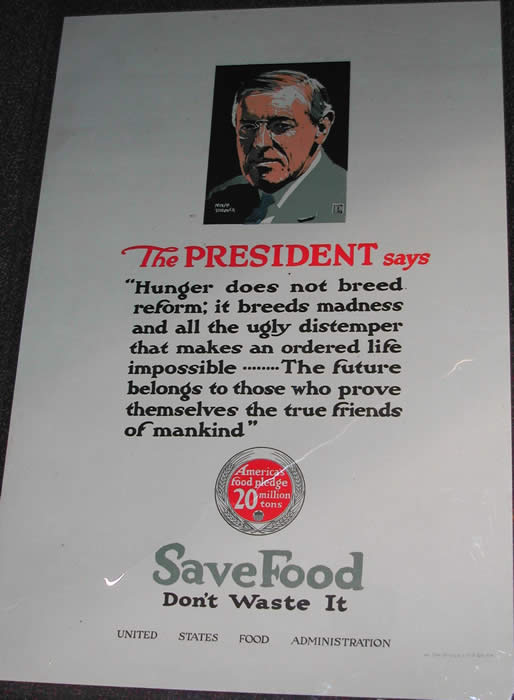 The PRESIDENT says
"Hunger does not breed
reform; it breeds madness
and all the ugly distemper
that makes an ordered life
impossible ........ The future
belongs to those who prove
themselves the true friends
of mankind"
America's
food pledge
20 million
tons
Save Food
Don't Waste It
UNITED STATES FOOD ADMINISTRATION